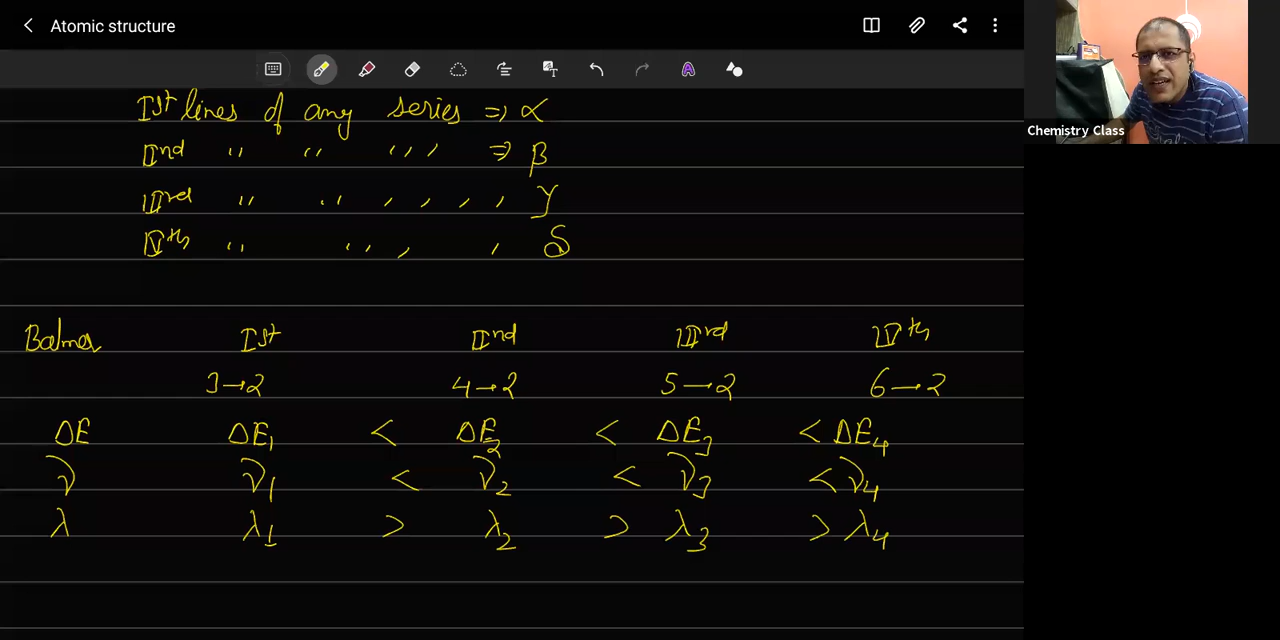 Atomic structure
Ist lines of any series => α
IInd " " " => β
IIIrd " " , , , , γ
IVth " " , , δ
Chemistry Class
Balmer Ist IInd IIIrd IVth
3→2 4→2 5→2 6→2
ΔE ΔE1 < ΔE2 < ΔE3 < ΔE4
ν ν1 < ν2 < ν3 < ν4
λ λ1 > λ2 > λ3 > λ4